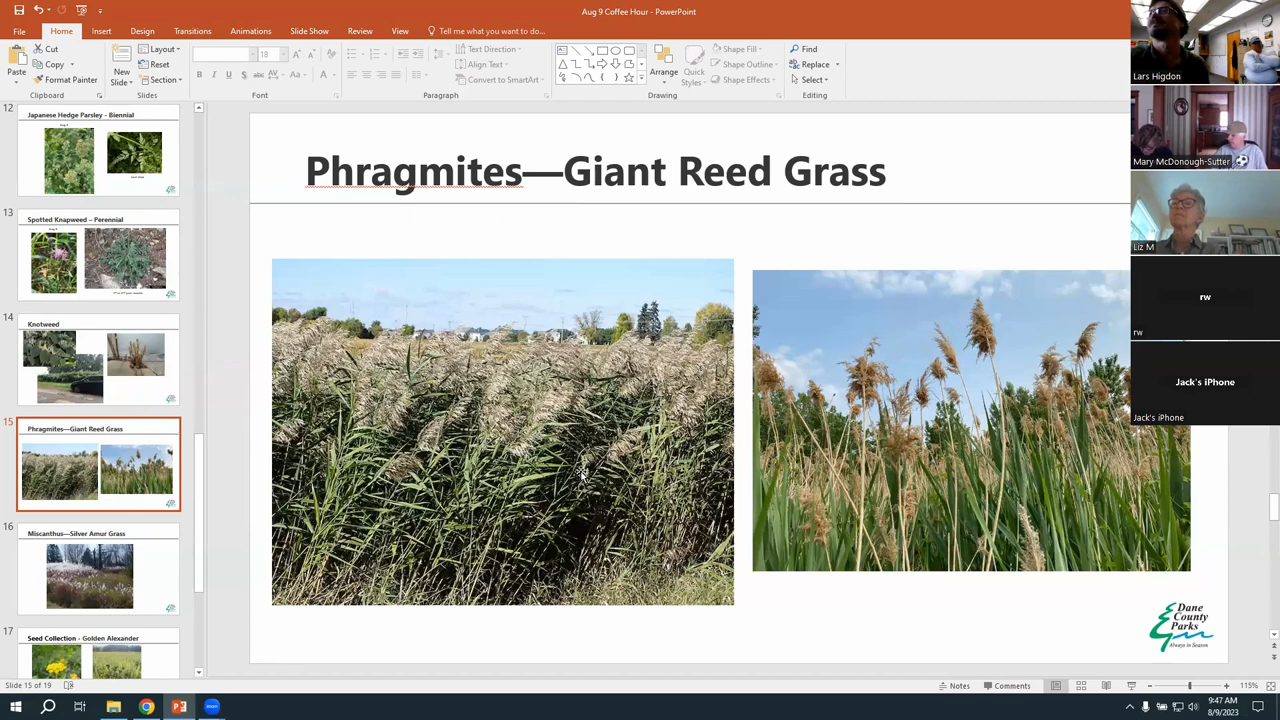 Aug 9 Coffee Hour - PowerPoint
File
Home
Insert
Design
Transitions
Animations
Slide Show
Review
View
Tell me what you want to do...
Paste
Cut
Copy
Format Painter
Clipboard
New
Slide
Layout
Reset
Section
Slides
18
B I U S abc AV Aa A
Font
Text Direction
Align Text
Convert to SmartArt
Paragraph
Arrange
Quick
Styles
Shape Fill
Shape Outline
Shape Effects
Drawing
Find
Replace
Select
Editing
12
Japanese Hedge Parsley - Biennial
13
Spotted Knapweed – Perennial
14
Knotweed
15
Phragmites—Giant Reed Grass
16
Miscanthus—Silver Amur Grass
17
Seed Collection - Golden Alexander
Phragmites—Giant Reed Grass
Dane
County
Parks
Always in Season
Lars Higdon
Mary McDonough-Sutter
Liz M
rw
rw
Jack's iPhone
Jack's iPhone
Slide 15 of 19
Notes
Comments
115%
zoom
9:47 AM
8/9/2023